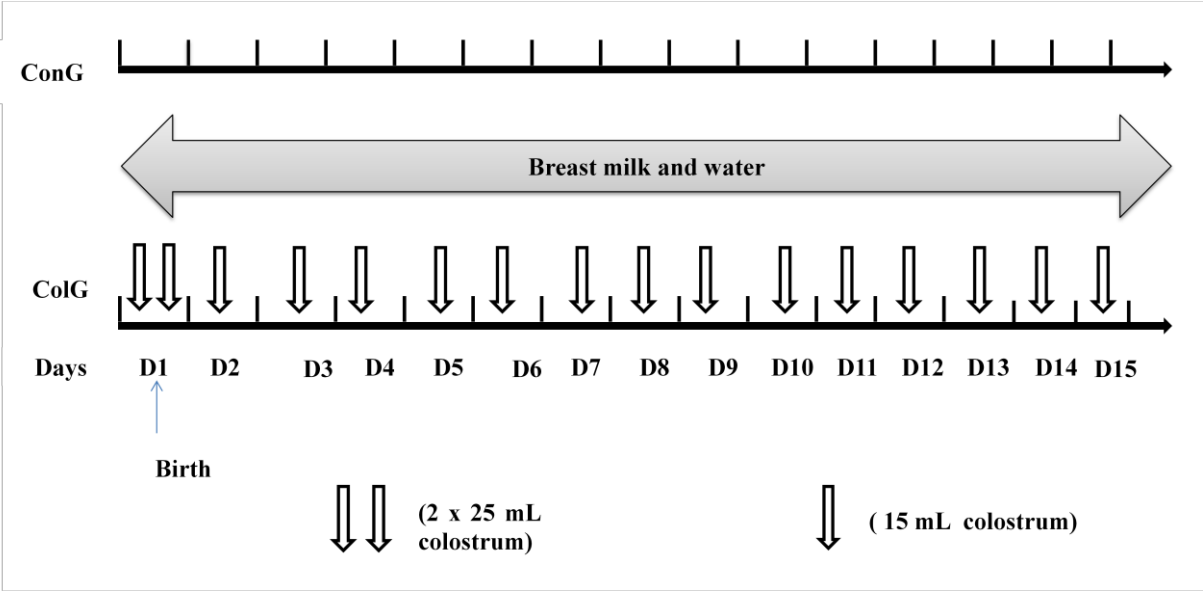 ConG
Breast milk and water
ColG
Days D1 D2 D3 D4 D5 D6 D7 D8 D9 D10 D11 D12 D13 D14 D15
Birth
(2 x 25 mL
colostrum)
( 15 mL colostrum)